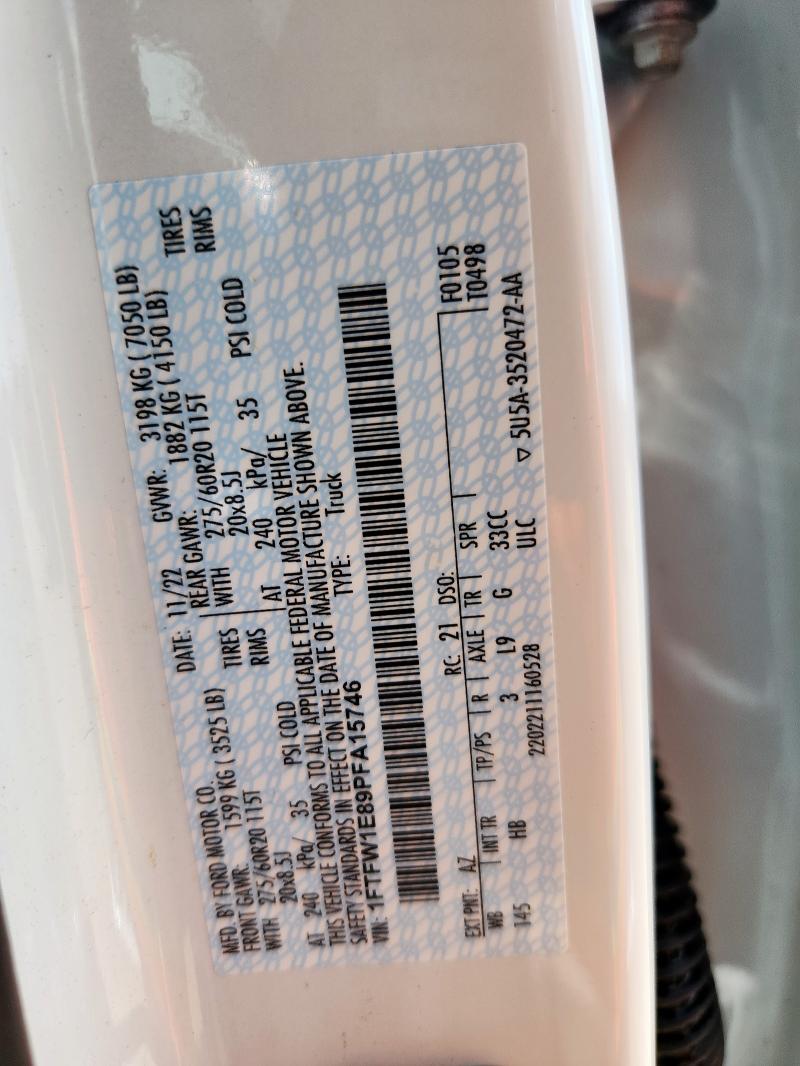 MFD. BY FORD MOTOR CO.
DATE: 11/22 GVWR: 3198 KG ( 7050 LB)
FRONT GAWR: 1599 KG ( 3525 LB) REAR GAWR: 1882 KG ( 4150 LB)
WITH 275/60R20 115T TIRES WITH 275/60R20 115T TIRES
20x8.5J RIMS 20x8.5J RIMS
AT 240 kPa/ 35 PSI COLD AT 240 kPa/ 35 PSI COLD
THIS VEHICLE CONFORMS TO ALL APPLICABLE FEDERAL MOTOR VEHICLE
SAFETY STANDARDS IN EFFECT ON THE DATE OF MANUFACTURE SHOWN ABOVE.
VIN: 1FTFW1E89PFA15746 TYPE: Truck
F0105
EXT PNT: AZ RC: 21 DSO: T0498
WB INT TR TP/PS R AXLE TR SPR
145 HB 3 L9 G 33CC
2202211160528 ULC ▽ 5U5A-3520472-AA